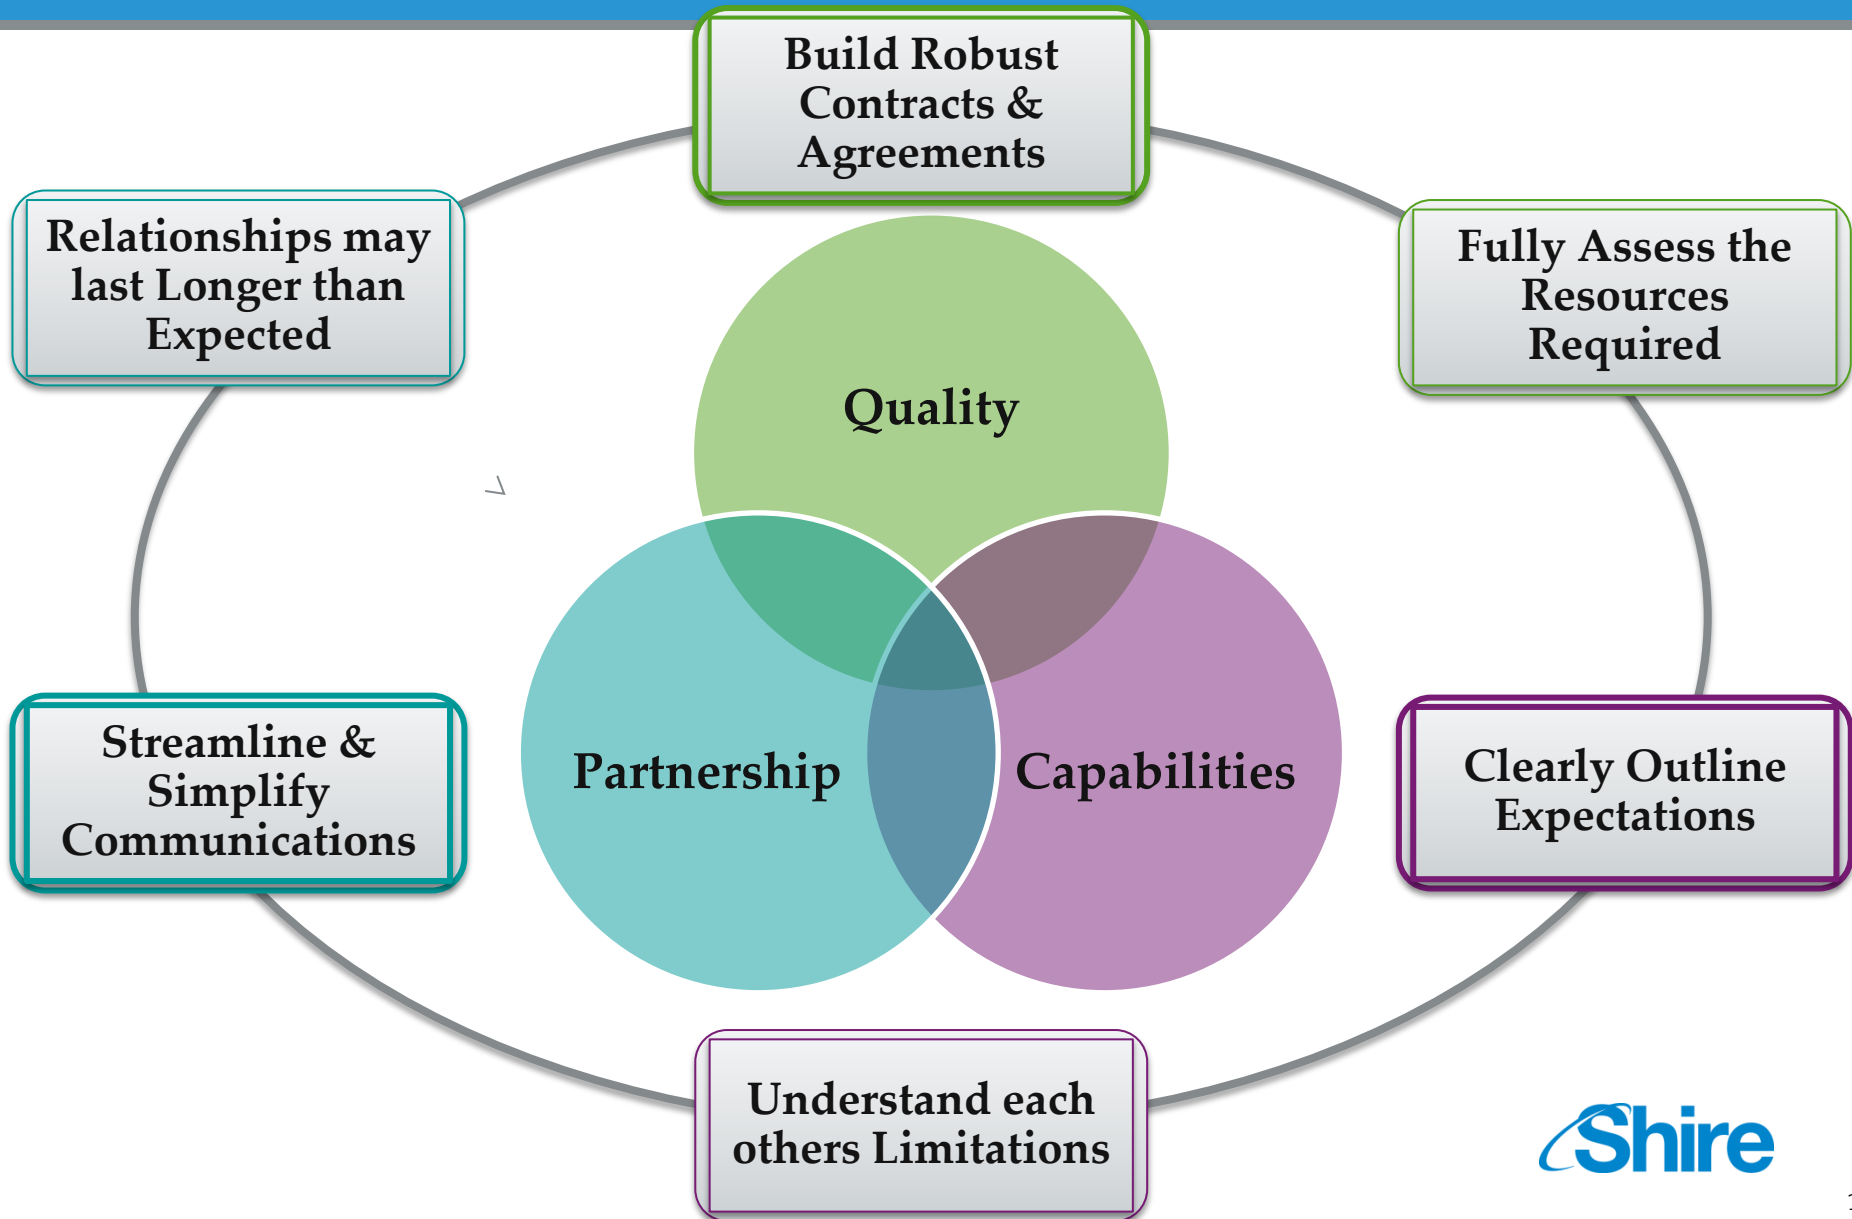 Build Robust
Contracts &
Agreements
Relationships may
last Longer than
Expected
Fully Assess the
Resources
Required
Quality
Partnership
Capabilities
Streamline &
Simplify
Communications
Clearly Outline
Expectations
Understand each
others Limitations
Shire